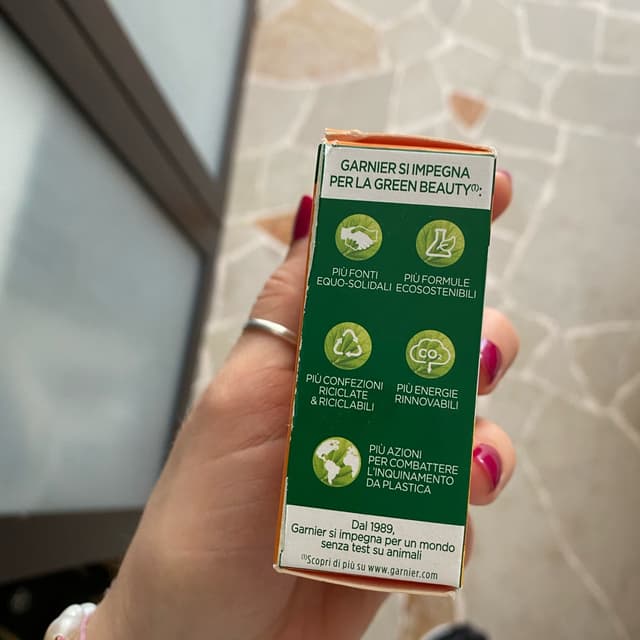 GARNIER SI IMPEGNA
PER LA GREEN BEAUTY⁽¹⁾:
PIÙ FONTI
EQUO-SOLIDALI
PIÙ FORMULE
ECOSOSTENIBILI
PIÙ CONFEZIONI
RICICLATE
& RICICLABILI
CO₂
PIÙ ENERGIE
RINNOVABILI
PIÙ AZIONI
PER COMBATTERE
L'INQUINAMENTO
DA PLASTICA
Dal 1989,
Garnier si impegna per un mondo
senza test su animali
⁽¹⁾Scopri di più su www.garnier.com